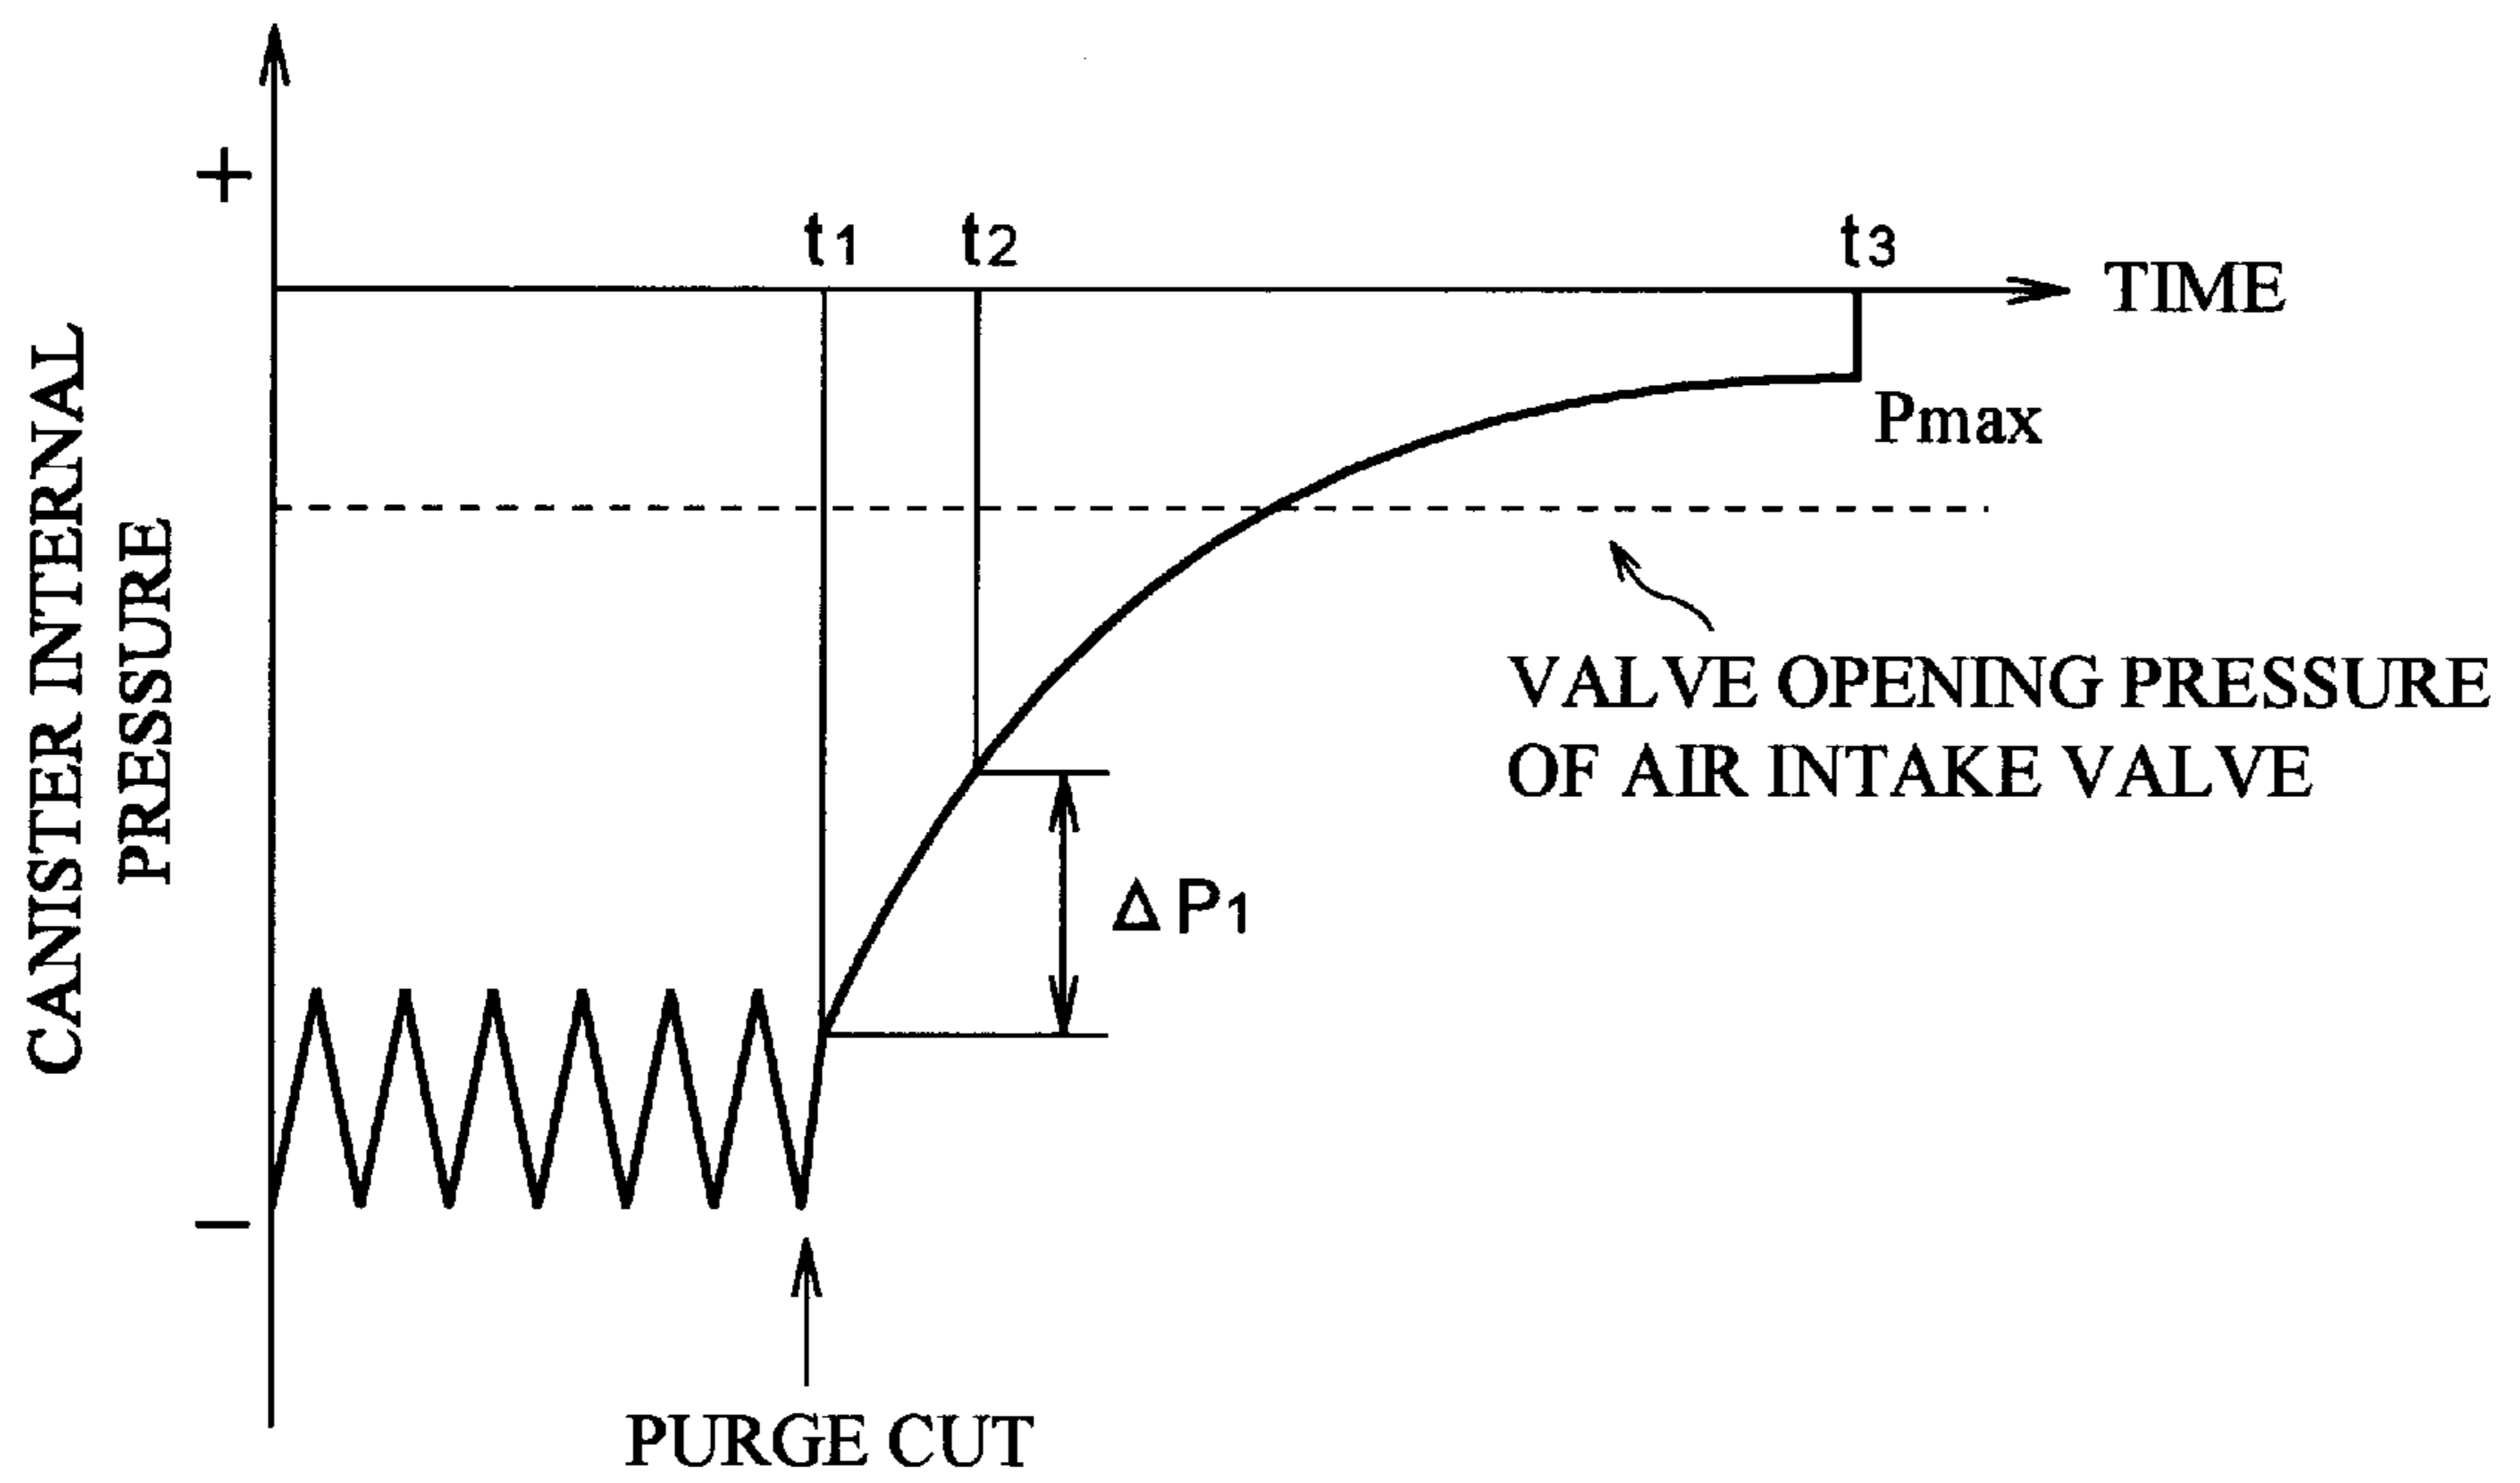 +
t1
t2
t3
TIME
CANISTER INTERNAL
PRESSURE
Pmax
VALVE OPENING PRESSURE
OF AIR INTAKE VALVE
ΔP1
−
PURGE CUT